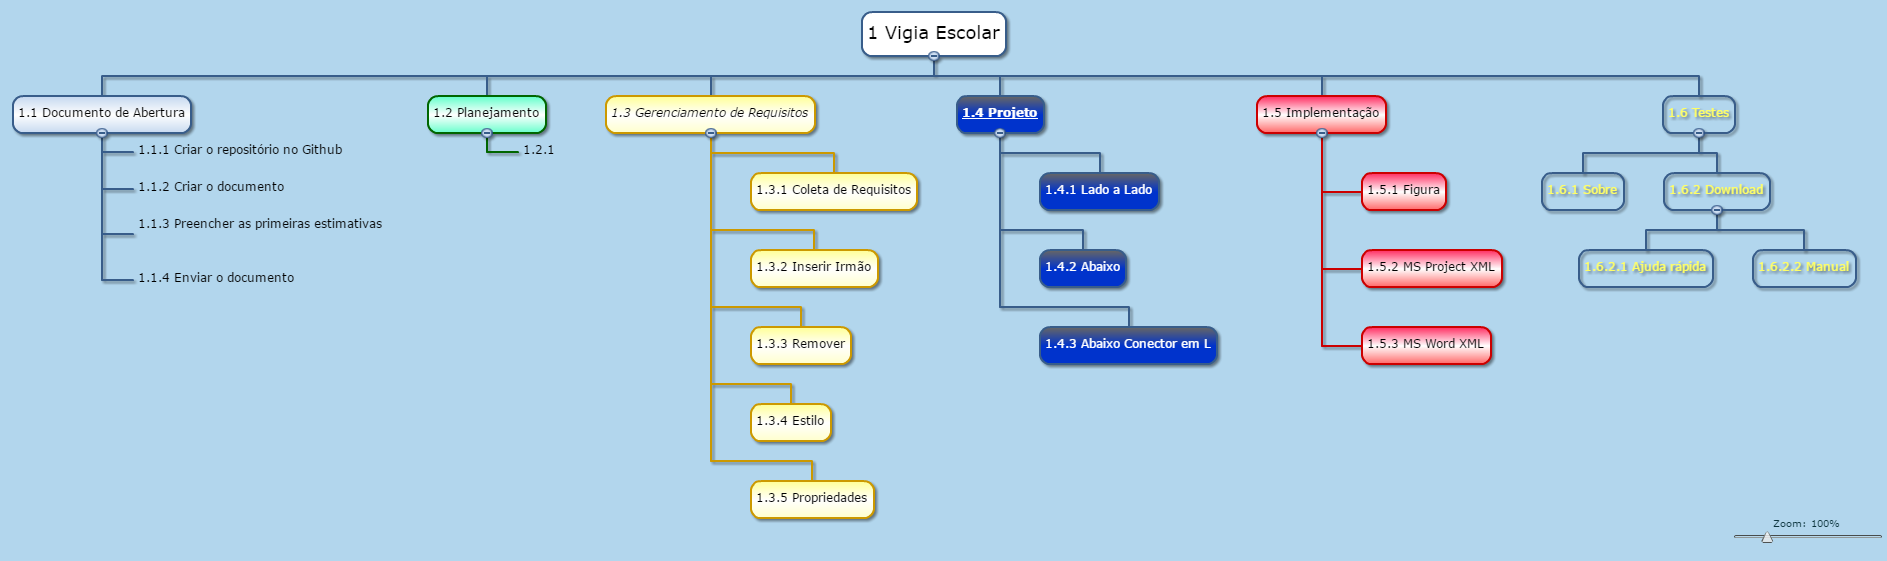 1 Vigia Escolar
1.1 Documento de Abertura
1.1.1 Criar o repositório no Github
1.1.2 Criar o documento
1.1.3 Preencher as primeiras estimativas
1.1.4 Enviar o documento
1.2 Planejamento
1.2.1
1.3 Gerenciamento de Requisitos
1.3.1 Coleta de Requisitos
1.3.2 Inserir Irmão
1.3.3 Remover
1.3.4 Estilo
1.3.5 Propriedades
1.4 Projeto
1.4.1 Lado a Lado
1.4.2 Abaixo
1.4.3 Abaixo Conector em L
1.5 Implementação
1.5.1 Figura
1.5.2 MS Project XML
1.5.3 MS Word XML
1.6 Testes
1.6.1 Sobre
1.6.2 Download
1.6.2.1 Ajuda rápida
1.6.2.2 Manual
Zoom: 100%